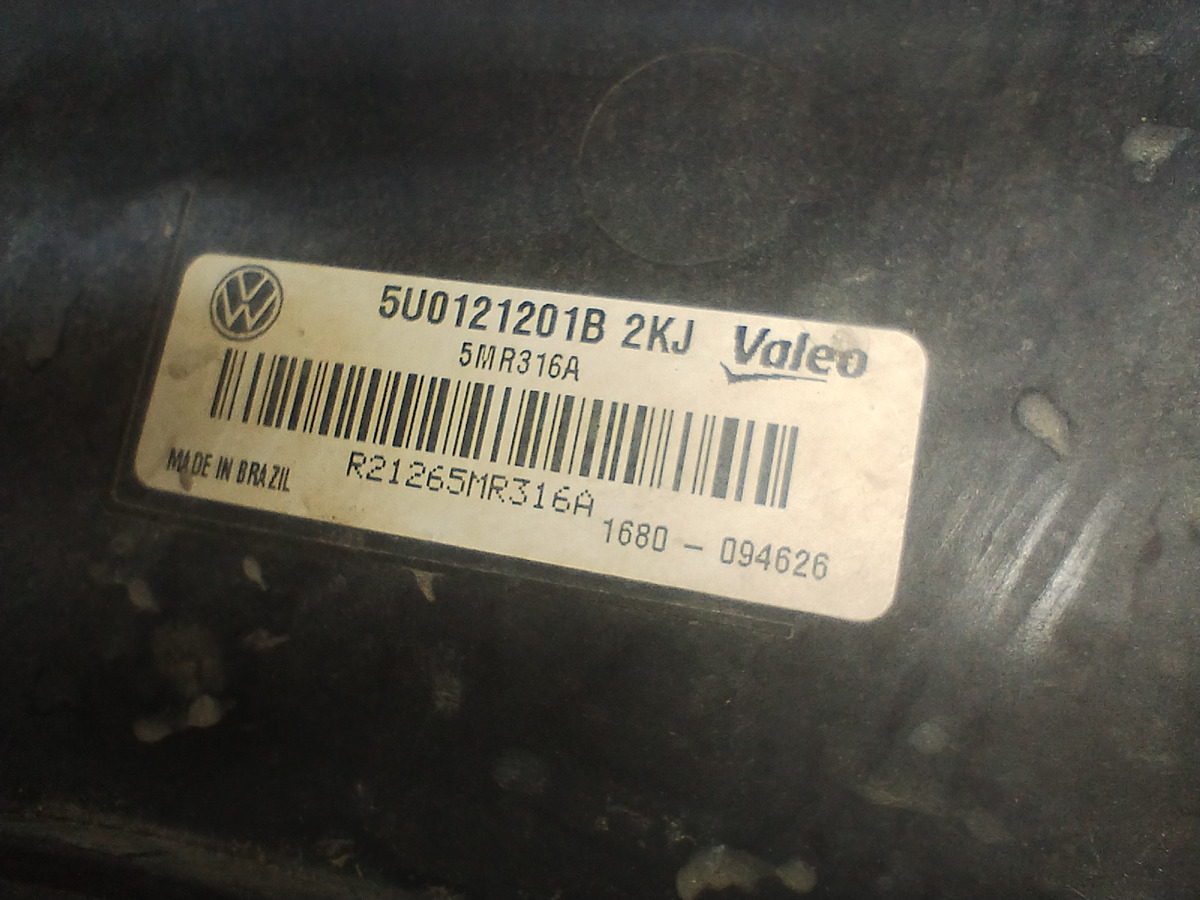 5U0121201B 2KJ Valeo
5MR316A
R21265MR316A
MADE IN BRAZIL
1680 - 094626